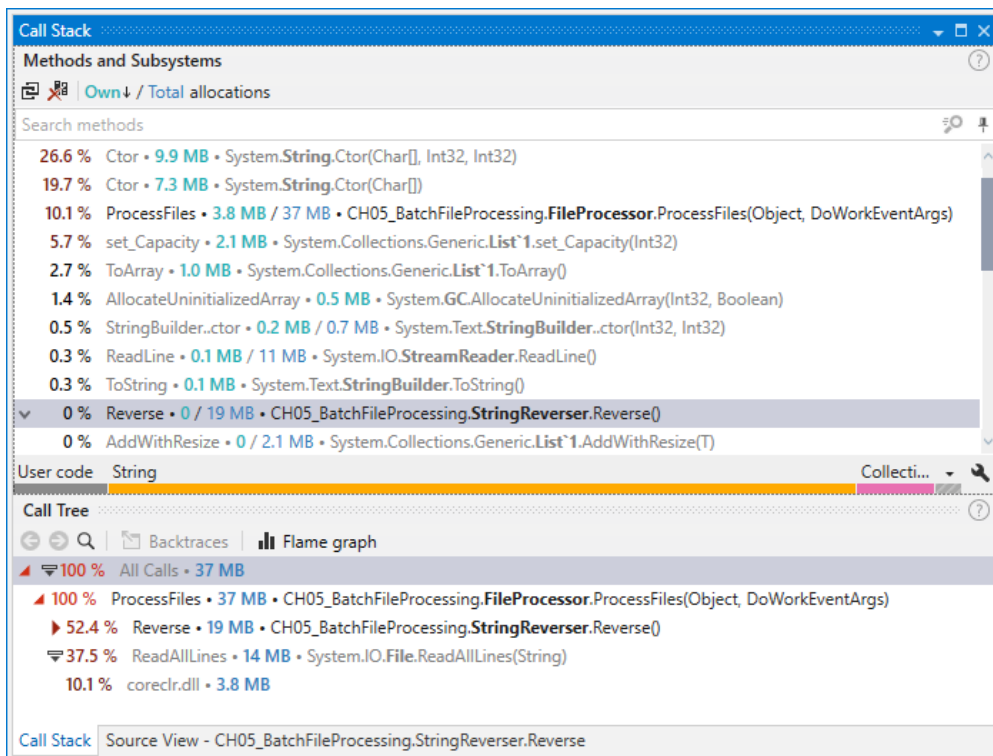 Call Stack
Methods and Subsystems
Own↓ / Total allocations
Search methods
26.6 % Ctor • 9.9 MB • System.String.Ctor(Char[], Int32, Int32)
19.7 % Ctor • 7.3 MB • System.String.Ctor(Char[])
10.1 % ProcessFiles • 3.8 MB / 37 MB • CH05_BatchFileProcessing.FileProcessor.ProcessFiles(Object, DoWorkEventArgs)
5.7 % set_Capacity • 2.1 MB • System.Collections.Generic.List`1.set_Capacity(Int32)
2.7 % ToArray • 1.0 MB • System.Collections.Generic.List`1.ToArray()
1.4 % AllocateUninitializedArray • 0.5 MB • System.GC.AllocateUninitializedArray(Int32, Boolean)
0.5 % StringBuilder..ctor • 0.2 MB / 0.7 MB • System.Text.StringBuilder..ctor(Int32, Int32)
0.3 % ReadLine • 0.1 MB / 11 MB • System.IO.StreamReader.ReadLine()
0.3 % ToString • 0.1 MB • System.Text.StringBuilder.ToString()
0 % Reverse • 0 / 19 MB • CH05_BatchFileProcessing.StringReverser.Reverse()
0 % AddWithResize • 0 / 2.1 MB • System.Collections.Generic.List`1.AddWithResize(T)
User code String Collecti...
Call Tree
Backtraces Flame graph
100 % All Calls • 37 MB
100 % ProcessFiles • 37 MB • CH05_BatchFileProcessing.FileProcessor.ProcessFiles(Object, DoWorkEventArgs)
52.4 % Reverse • 19 MB • CH05_BatchFileProcessing.StringReverser.Reverse()
37.5 % ReadAllLines • 14 MB • System.IO.File.ReadAllLines(String)
10.1 % coreclr.dll • 3.8 MB
Call Stack Source View - CH05_BatchFileProcessing.StringReverser.Reverse